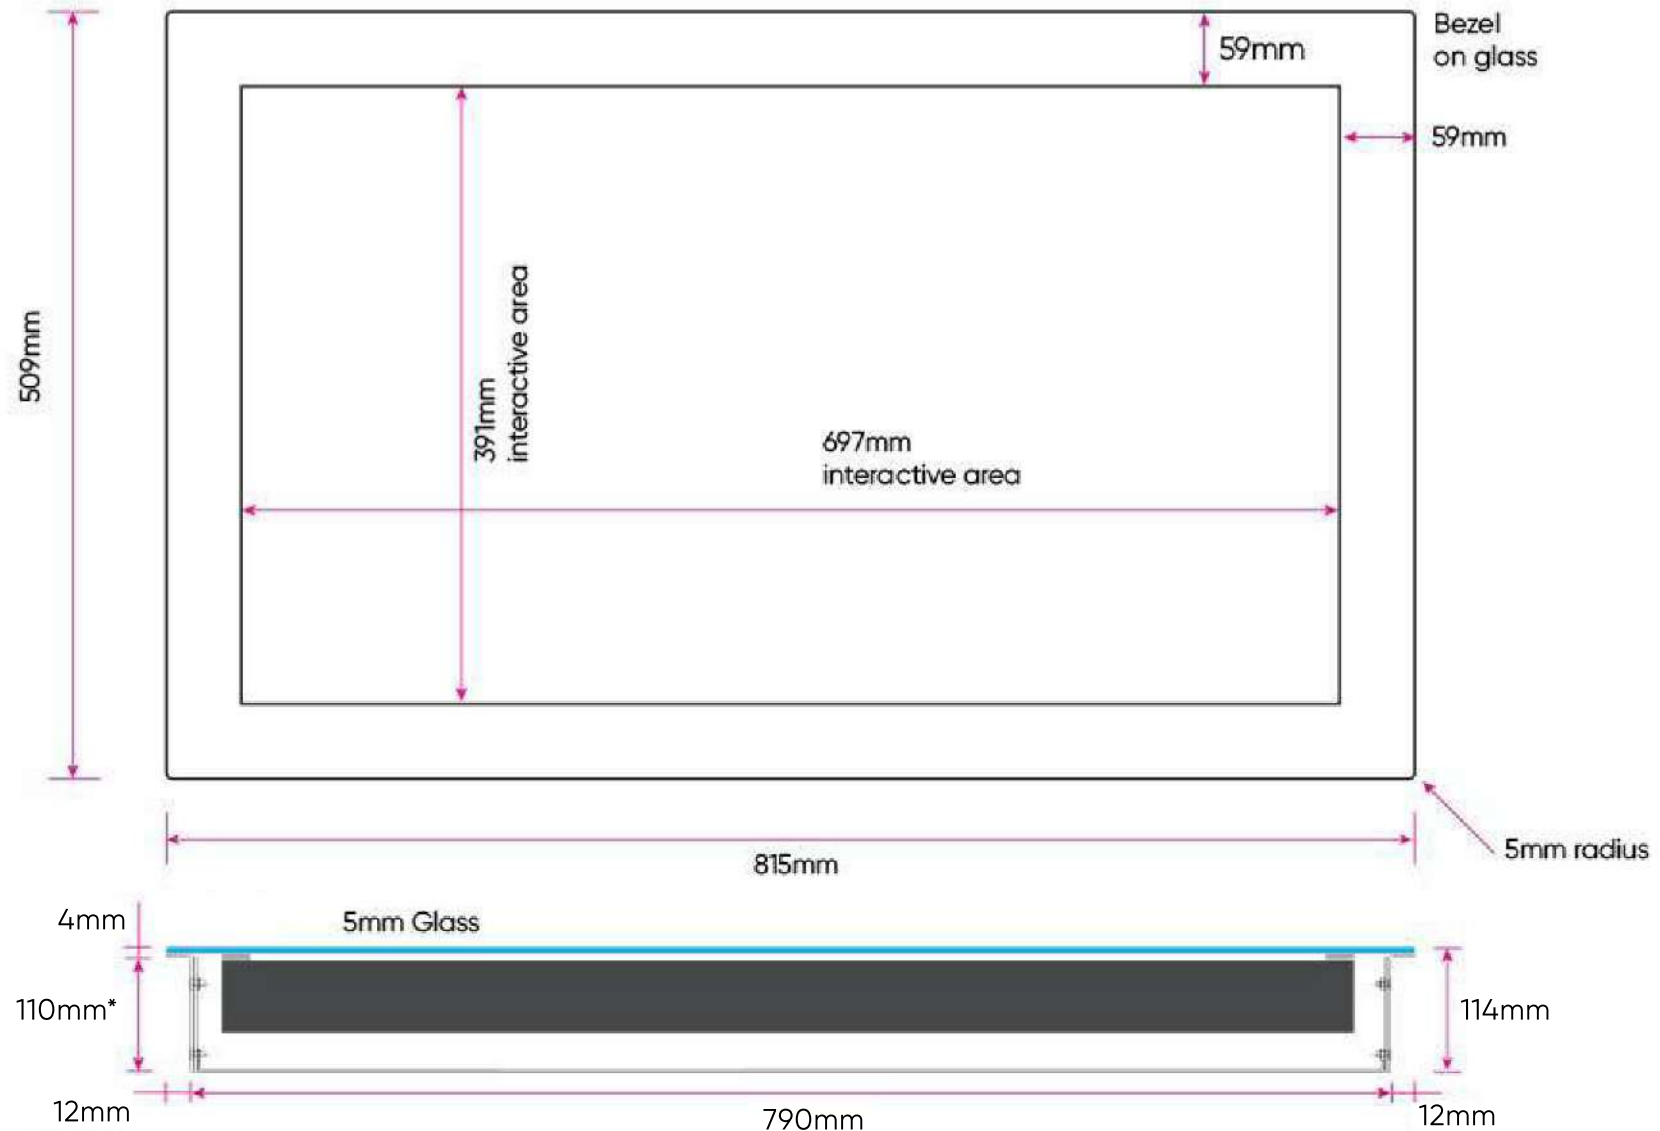 Bezel
on glass
59mm
59mm
509mm
391mm
interactive area
697mm
interactive area
815mm
5mm radius
4mm
5mm Glass
110mm*
114mm
12mm
790mm
12mm